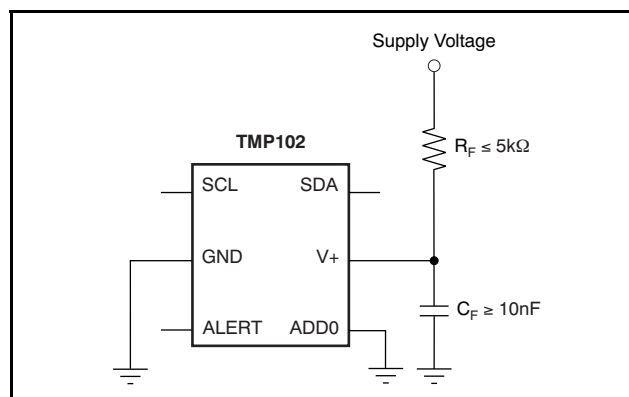 Supply Voltage
TMP102
R_F ≤ 5kΩ
SCL SDA
GND V+
C_F ≥ 10nF
ALERT ADD0